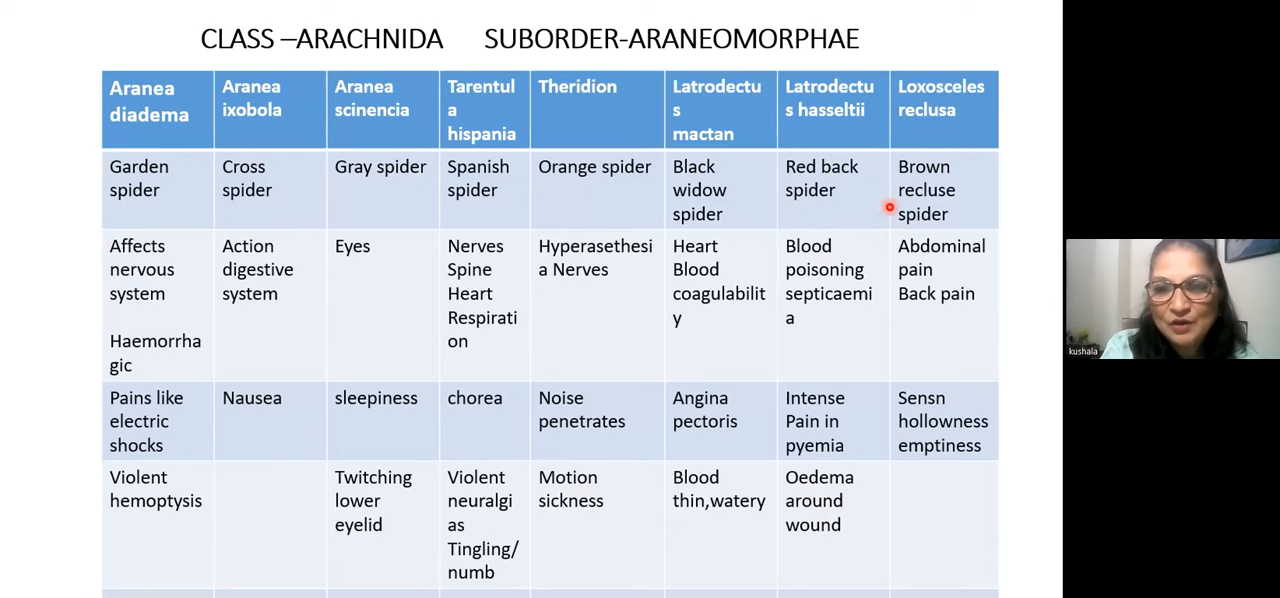 CLASS –ARACHNIDA SUBORDER-ARANEOMORPHAE
Aranea
diadema
Aranea
ixobola
Aranea
scinencia
Tarentul
a
hispania
Theridion
Latrodectu
s
mactan
Latrodectu
s hasseltii
Loxosceles
reclusa
Garden
spider
Cross
spider
Gray spider
Spanish
spider
Orange spider
Black
widow
spider
Red back
spider
Brown
recluse
spider
Affects
nervous
system
Haemorrha
gic
Action
digestive
system
Eyes
Nerves
Spine
Heart
Respirati
on
Hyperasethesi
a Nerves
Heart
Blood
coagulabilit
y
Blood
poisoning
septicaemi
a
Abdominal
pain
Back pain
Pains like
electric
shocks
Nausea
sleepiness
chorea
Noise
penetrates
Angina
pectoris
Intense
Pain in
pyemia
Sensn
hollowness
emptiness
Violent
hemoptysis
Twitching
lower
eyelid
Violent
neuralgi
as
Tingling/
numb
Motion
sickness
Blood
thin,watery
Oedema
around
wound
kushala